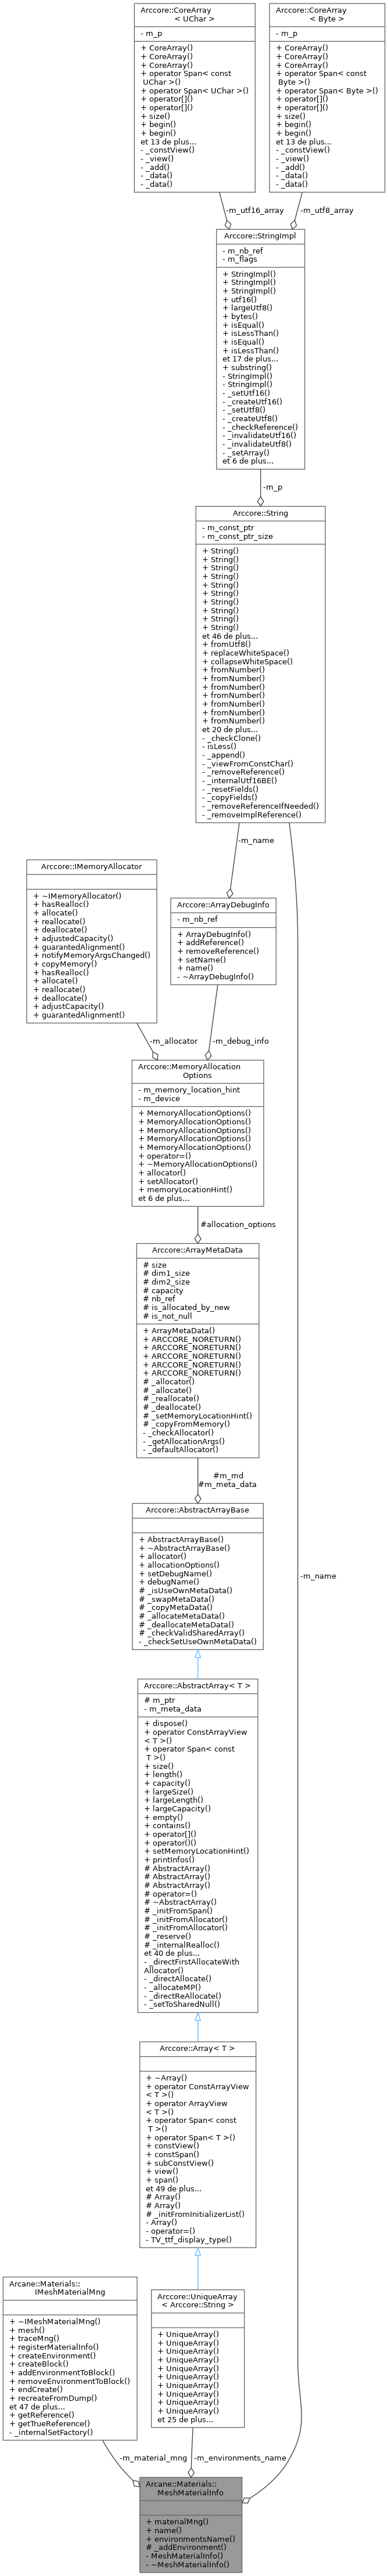 Arccore::CoreArray
< UChar >
- m_p
+ CoreArray()
+ CoreArray()
+ CoreArray()
+ operator Span< const
UChar >()
+ operator Span< UChar >()
+ operator[]()
+ operator[]()
+ size()
+ begin()
+ begin()
et 13 de plus...
- _constView()
- _view()
- _add()
- _data()
- _data()
Arccore::CoreArray
< Byte >
- m_p
+ CoreArray()
+ CoreArray()
+ CoreArray()
+ operator Span< const
Byte >()
+ operator Span< Byte >()
+ operator[]()
+ operator[]()
+ size()
+ begin()
+ begin()
et 13 de plus...
- _constView()
- _view()
- _add()
- _data()
- _data()
-m_utf16_array
-m_utf8_array
Arccore::StringImpl
- m_nb_ref
- m_flags
+ StringImpl()
+ StringImpl()
+ StringImpl()
+ utf16()
+ largeUtf8()
+ bytes()
+ isEqual()
+ isLessThan()
+ isEqual()
+ isLessThan()
et 17 de plus...
+ substring()
- StringImpl()
- StringImpl()
- _setUtf16()
- _createUtf16()
- _setUtf8()
- _createUtf8()
- _checkReference()
- _invalidateUtf16()
- _invalidateUtf8()
- _setArray()
et 6 de plus...
-m_p
Arccore::String
- m_const_ptr
- m_const_ptr_size
+ String()
+ String()
+ String()
+ String()
+ String()
+ String()
+ String()
+ String()
+ String()
+ String()
et 46 de plus...
+ fromUtf8()
+ replaceWhiteSpace()
+ collapseWhiteSpace()
+ fromNumber()
+ fromNumber()
+ fromNumber()
+ fromNumber()
+ fromNumber()
+ fromNumber()
+ fromNumber()
et 20 de plus...
- _checkClone()
- isLess()
- _append()
- _viewFromConstChar()
- _removeReference()
- _internalUtf16BE()
- _resetFields()
- _copyFields()
- _removeReferenceIfNeeded()
- _removeImplReference()
-m_name
Arccore::IMemoryAllocator
+ ~IMemoryAllocator()
+ hasRealloc()
+ allocate()
+ reallocate()
+ deallocate()
+ adjustedCapacity()
+ guarantedAlignment()
+ notifyMemoryArgsChanged()
+ copyMemory()
+ hasRealloc()
+ allocate()
+ reallocate()
+ deallocate()
+ adjustCapacity()
+ guarantedAlignment()
Arccore::ArrayDebugInfo
- m_nb_ref
+ ArrayDebugInfo()
+ addReference()
+ removeReference()
+ setName()
+ name()
- ~ArrayDebugInfo()
-m_allocator
-m_debug_info
Arccore::MemoryAllocation
Options
- m_memory_location_hint
- m_device
+ MemoryAllocationOptions()
+ MemoryAllocationOptions()
+ MemoryAllocationOptions()
+ MemoryAllocationOptions()
+ MemoryAllocationOptions()
+ operator=()
+ ~MemoryAllocationOptions()
+ allocator()
+ setAllocator()
+ memoryLocationHint()
et 6 de plus...
#allocation_options
Arccore::ArrayMetaData
# size
# dim1_size
# dim2_size
# capacity
# nb_ref
# is_allocated_by_new
# is_not_null
+ ArrayMetaData()
+ ARCCORE_NORETURN()
+ ARCCORE_NORETURN()
+ ARCCORE_NORETURN()
+ ARCCORE_NORETURN()
+ ARCCORE_NORETURN()
# _allocator()
# _allocate()
# _reallocate()
# _deallocate()
# _setMemoryLocationHint()
# _copyFromMemory()
- _checkAllocator()
- _getAllocationArgs()
- _defaultAllocator()
#m_md
#m_meta_data
Arccore::AbstractArrayBase
+ AbstractArrayBase()
+ ~AbstractArrayBase()
+ allocator()
+ allocationOptions()
+ setDebugName()
+ debugName()
# _isUseOwnMetaData()
# _swapMetaData()
# _copyMetaData()
# _allocateMetaData()
# _deallocateMetaData()
# _checkValidSharedArray()
- _checkSetUseOwnMetaData()
-m_name
Arccore::AbstractArray< T >
# m_ptr
- m_meta_data
+ dispose()
+ operator ConstArrayView
< T >()
+ operator Span< const
T >()
+ size()
+ length()
+ capacity()
+ largeSize()
+ largeLength()
+ largeCapacity()
+ empty()
+ contains()
+ operator[]()
+ operator()()
+ setMemoryLocationHint()
+ printInfos()
# AbstractArray()
# AbstractArray()
# AbstractArray()
# operator=()
# ~AbstractArray()
# _initFromSpan()
# _initFromAllocator()
# _initFromAllocator()
# _reserve()
# _internalRealloc()
et 40 de plus...
- _directFirstAllocateWith
Allocator()
- _directAllocate()
- _allocateMP()
- _directReAllocate()
- _setToSharedNull()
Arccore::Array< T >
+ ~Array()
+ operator ConstArrayView
< T >()
+ operator ArrayView
< T >()
+ operator Span< const
T >()
+ operator Span< T >()
+ constView()
+ constSpan()
+ subConstView()
+ view()
+ span()
et 49 de plus...
# Array()
# Array()
# _initFromInitializerList()
- Array()
- operator=()
- TV_ttf_display_type()
Arcane::Materials::
IMeshMaterialMng
+ ~IMeshMaterialMng()
+ mesh()
+ traceMng()
+ registerMaterialInfo()
+ createEnvironment()
+ createBlock()
+ addEnvironmentToBlock()
+ removeEnvironmentToBlock()
+ endCreate()
+ recreateFromDump()
et 47 de plus...
+ getReference()
+ getTrueReference()
- _internalSetFactory()
Arccore::UniqueArray
< Arccore::String >
+ UniqueArray()
+ UniqueArray()
+ UniqueArray()
+ UniqueArray()
+ UniqueArray()
+ UniqueArray()
+ UniqueArray()
+ UniqueArray()
+ UniqueArray()
+ UniqueArray()
et 25 de plus...
-m_material_mng
-m_environments_name
Arcane::Materials::
MeshMaterialInfo
+ materialMng()
+ name()
+ environmentsName()
# _addEnvironment()
- MeshMaterialInfo()
- ~MeshMaterialInfo()